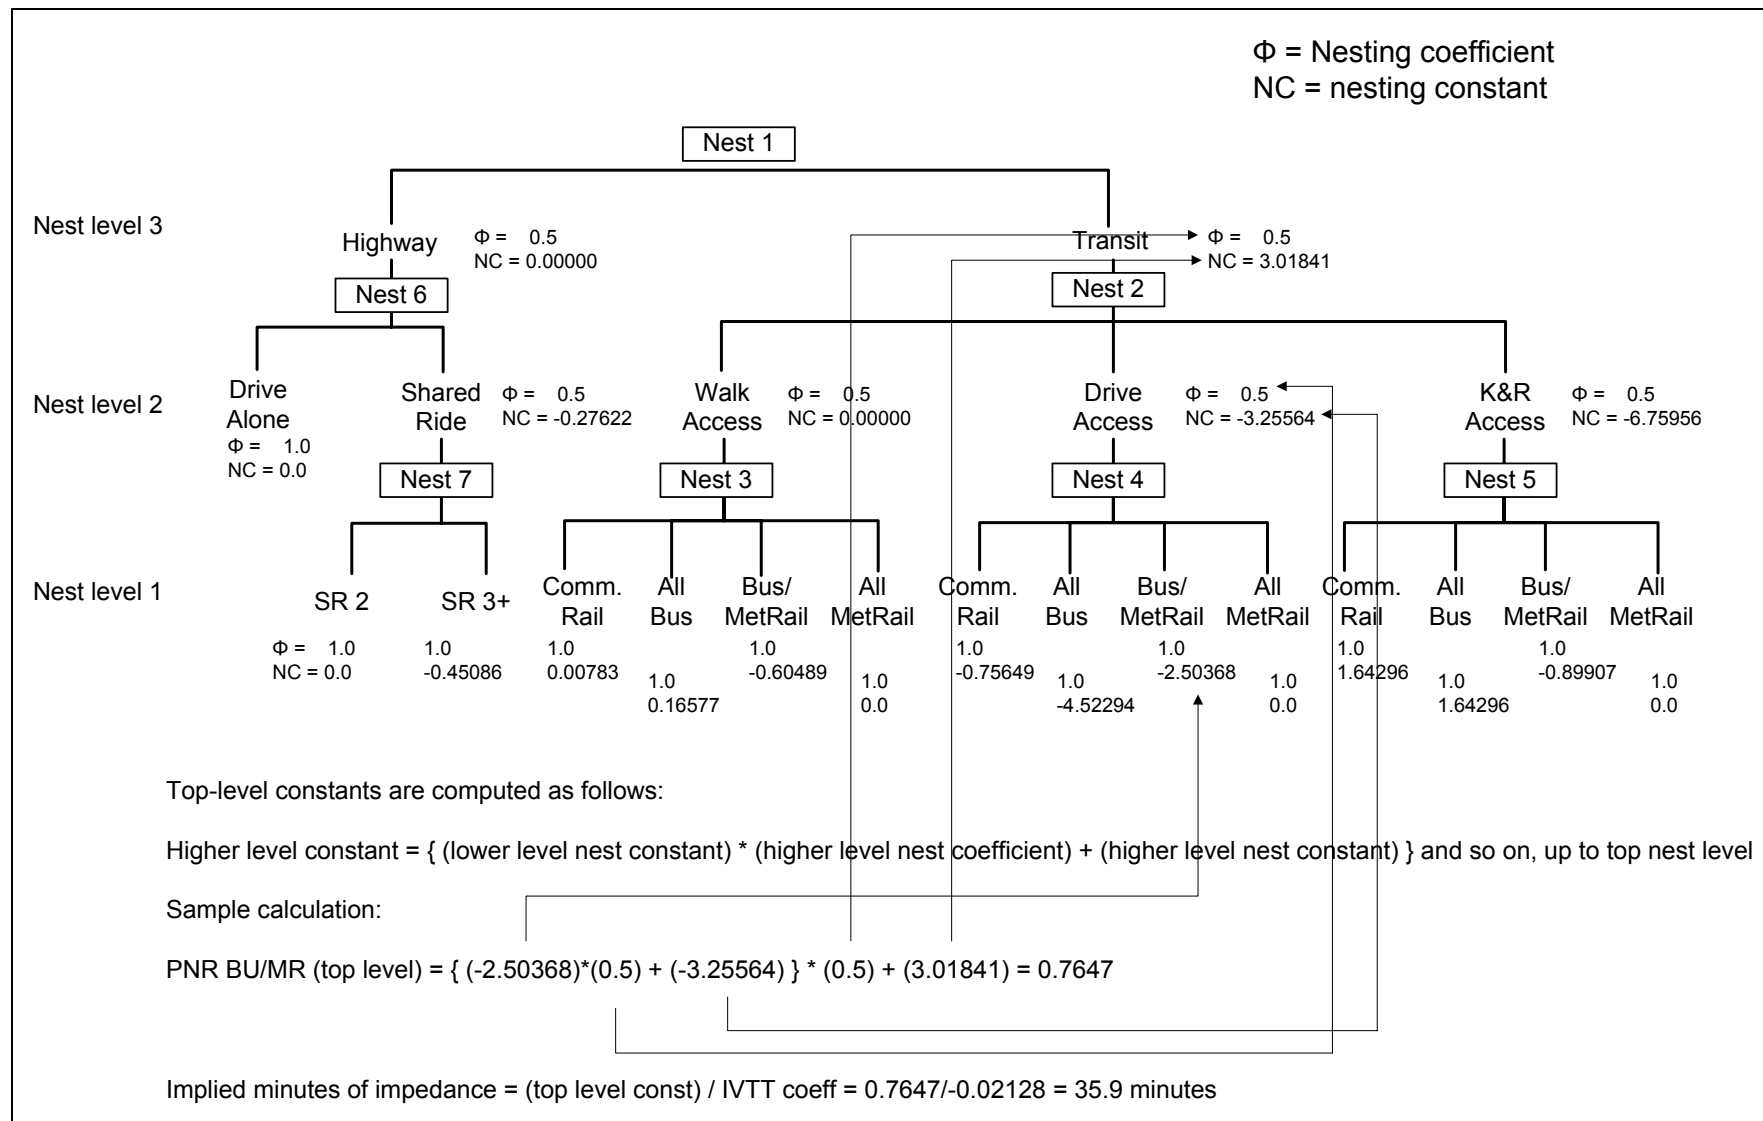 Φ = Nesting coefficient
NC = nesting constant
Nest 1
Nest level 3
Highway
Φ = 0.5
NC = 0.00000
Transit
Φ = 0.5
NC = 3.01841
Nest 6
Nest 2
Nest level 2
Drive
Alone
Φ = 1.0
NC = 0.0
Shared
Ride
Φ = 0.5
NC = -0.27622
Walk
Access
Φ = 0.5
NC = 0.00000
Drive
Access
Φ = 0.5
NC = -3.25564
K&R
Access
Φ = 0.5
NC = -6.75956
Nest 7
Nest 3
Nest 4
Nest 5
Nest level 1
SR 2
Φ = 1.0
NC = 0.0
SR 3+
1.0
-0.45086
Comm.
Rail
1.0
0.00783
All
Bus
1.0
0.16577
Bus/
MetRail
1.0
-0.60489
All
MetRail
1.0
0.0
Comm.
Rail
1.0
-0.75649
All
Bus
1.0
-4.52294
Bus/
MetRail
1.0
-2.50368
All
MetRail
1.0
0.0
Comm.
Rail
1.0
1.64296
All
Bus
1.0
1.64296
Bus/
MetRail
1.0
-0.89907
All
MetRail
1.0
0.0
Top-level constants are computed as follows:
Higher level constant = { (lower level nest constant) * (higher level nest coefficient) + (higher level nest constant) } and so on, up to top nest level
Sample calculation:
PNR BU/MR (top level) = { (-2.50368)*(0.5) + (-3.25564) } * (0.5) + (3.01841) = 0.7647
Implied minutes of impedance = (top level const) / IVTT coeff = 0.7647/-0.02128 = 35.9 minutes